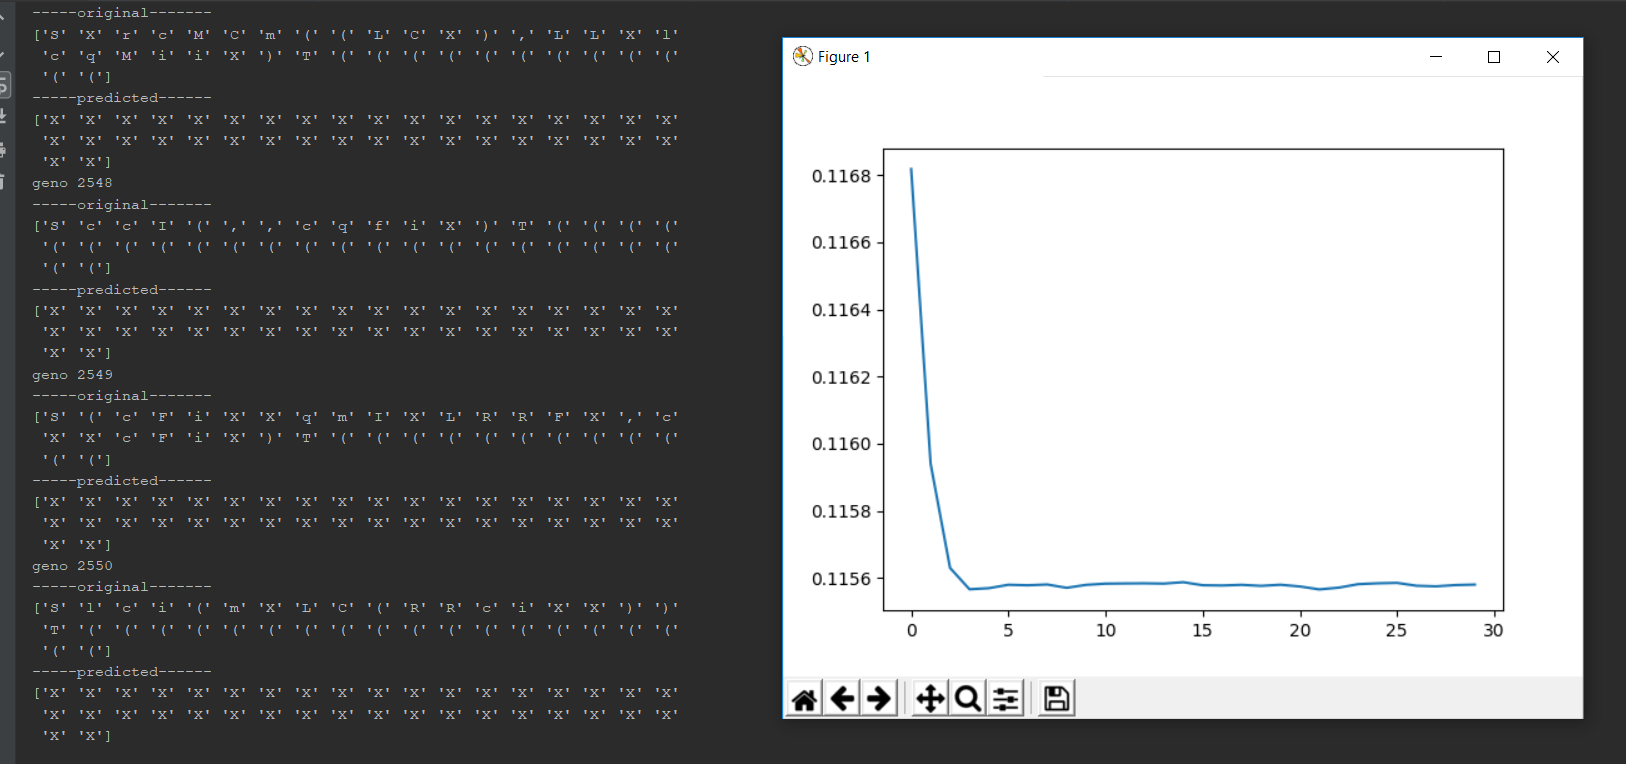 -----original-------
['S' 'X' 'r' 'c' 'M' 'C' 'm' '(' '(' 'L' 'C' 'X' ')' ',' 'L' 'L' 'X' 'l'
'c' 'q' 'M' 'i' 'i' 'X' ')' 'T' '(' '(' '(' '(' '(' '(' '(' '(' '(' '('
'(' '(']
-----predicted------
['X' 'X' 'X' 'X' 'X' 'X' 'X' 'X' 'X' 'X' 'X' 'X' 'X' 'X' 'X' 'X' 'X' 'X'
'X' 'X' 'X' 'X' 'X' 'X' 'X' 'X' 'X' 'X' 'X' 'X' 'X' 'X' 'X' 'X' 'X' 'X'
'X' 'X']
geno 2548
-----original-------
['S' 'c' 'c' 'I' '(' ',' ',' 'c' 'q' 'f' 'i' 'X' ')' 'T' '(' '(' '(' '('
'(' '(' '(' '(' '(' '(' '(' '(' '(' '(' '(' '(' '(' '(' '(' '(' '(' '('
'(' '(']
-----predicted------
['X' 'X' 'X' 'X' 'X' 'X' 'X' 'X' 'X' 'X' 'X' 'X' 'X' 'X' 'X' 'X' 'X' 'X'
'X' 'X' 'X' 'X' 'X' 'X' 'X' 'X' 'X' 'X' 'X' 'X' 'X' 'X' 'X' 'X' 'X' 'X'
'X' 'X']
geno 2549
-----original-------
['S' '(' 'c' 'F' 'i' 'X' 'X' 'q' 'm' 'I' 'X' 'L' 'R' 'R' 'F' 'X' ',' 'c'
'X' 'X' 'c' 'F' 'i' 'X' ')' 'T' '(' '(' '(' '(' '(' '(' '(' '(' '(' '('
'(' '(']
-----predicted------
['X' 'X' 'X' 'X' 'X' 'X' 'X' 'X' 'X' 'X' 'X' 'X' 'X' 'X' 'X' 'X' 'X' 'X'
'X' 'X' 'X' 'X' 'X' 'X' 'X' 'X' 'X' 'X' 'X' 'X' 'X' 'X' 'X' 'X' 'X' 'X'
'X' 'X']
geno 2550
-----original-------
['S' 'l' 'c' 'i' '(' 'm' 'X' 'L' 'C' '(' 'R' 'R' 'c' 'i' 'X' 'X' ')' ')'
'T' '(' '(' '(' '(' '(' '(' '(' '(' '(' '(' '(' '(' '(' '(' '(' '(' '('
'(' '(']
-----predicted------
['X' 'X' 'X' 'X' 'X' 'X' 'X' 'X' 'X' 'X' 'X' 'X' 'X' 'X' 'X' 'X' 'X' 'X'
'X' 'X' 'X' 'X' 'X' 'X' 'X' 'X' 'X' 'X' 'X' 'X' 'X' 'X' 'X' 'X' 'X' 'X'
'X' 'X']
Figure 1
0.1168
0.1166
0.1164
0.1162
0.1160
0.1158
0.1156
0 5 10 15 20 25 30